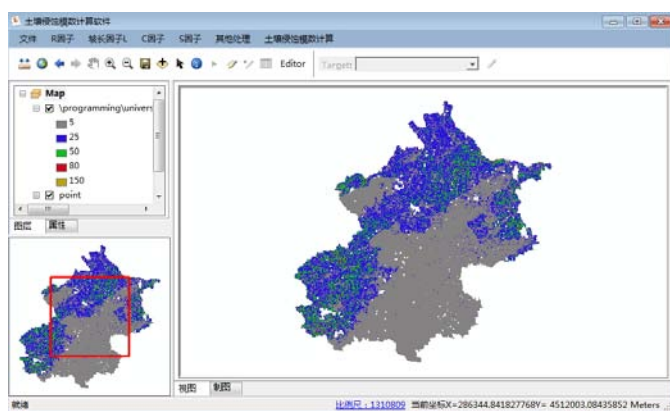 土壤侵蚀模数计算软件
文件 R因子 坡长因子L C因子 S因子 其他处理 土壤侵蚀模数计算
Editor Target:
Map
\programming\univers
5
25
50
80
150
point
图层 属性
视图 制图
就绪 比例尺：1310809 当前坐标X=286344.841827768Y= 4512003.08435852 Meters